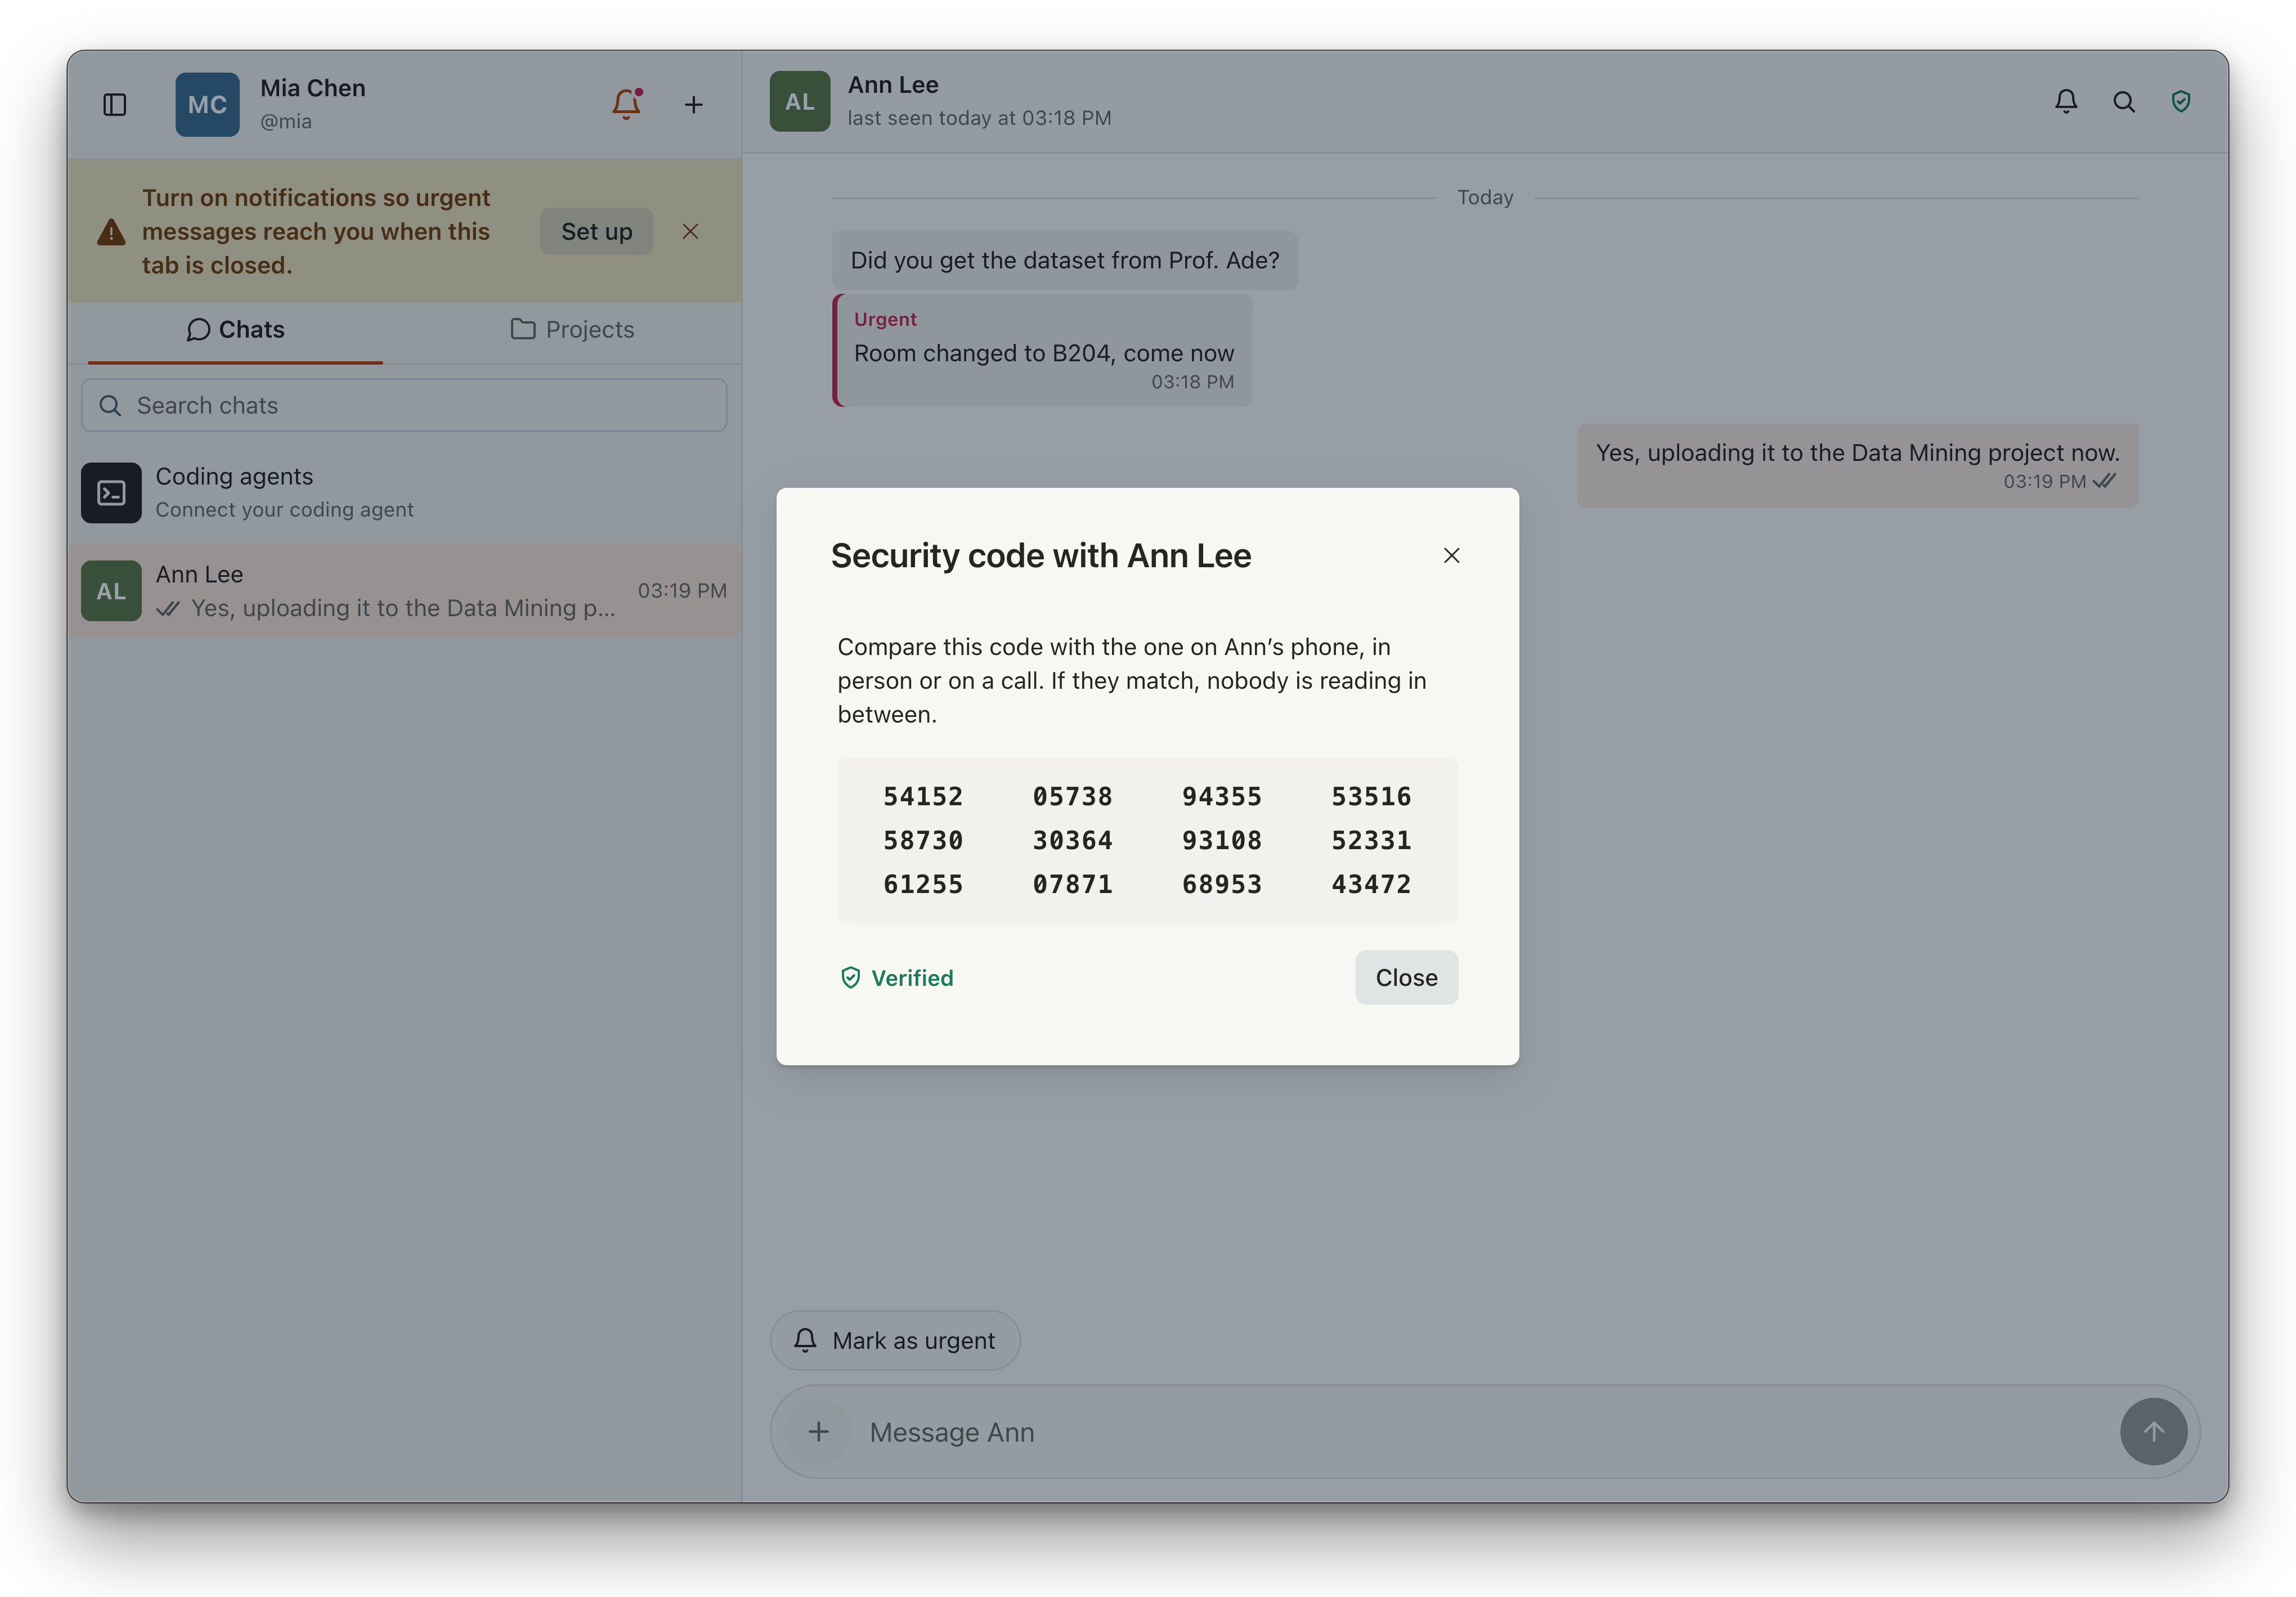 MC
Mia Chen
@mia
Turn on notifications so urgent
messages reach you when this
tab is closed.
Set up
Chats
Projects
Search chats
Coding agents
Connect your coding agent
AL
Ann Lee
03:19 PM
Yes, uploading it to the Data Mining p...
AL
Ann Lee
last seen today at 03:18 PM
Today
Did you get the dataset from Prof. Ade?
Urgent
Room changed to B204, come now
03:18 PM
Yes, uploading it to the Data Mining project now.
03:19 PM
Security code with Ann Lee
Compare this code with the one on Ann’s phone, in
person or on a call. If they match, nobody is reading in
between.
54152 05738 94355 53516
58730 30364 93108 52331
61255 07871 68953 43472
Verified
Close
Mark as urgent
Message Ann